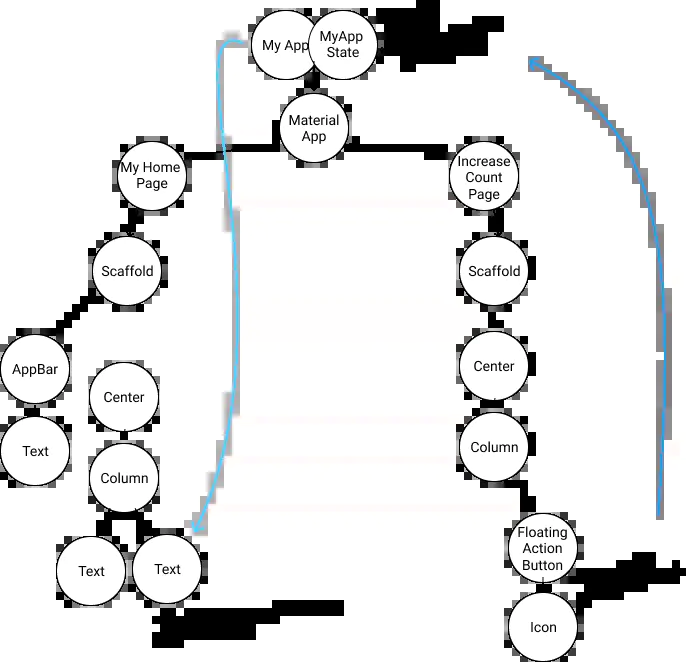 My App
MyApp
State
Material
App
My Home
Page
Increase
Count
Page
Scaffold
Scaffold
AppBar
Center
Center
Text
Column
Column
Text
Text
Floating
Action
Button
Icon